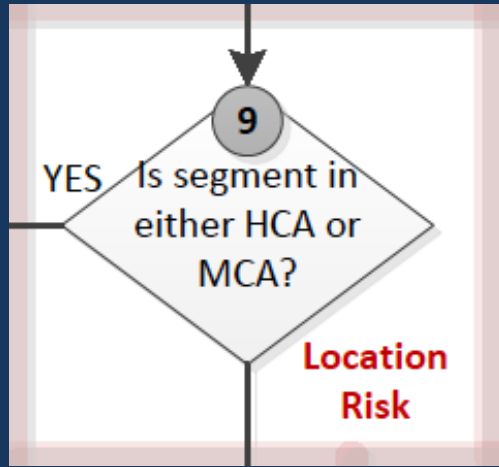 9
YES
Is segment in
either HCA or
MCA?
Location
Risk